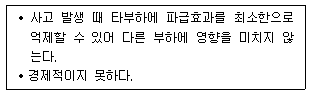 • 사고 발생 때 타부하에 파급효과를 최소한으로
억제할 수 있어 다른 부하에 영향을 미치지 않
는다.
• 경제적이지 못하다.